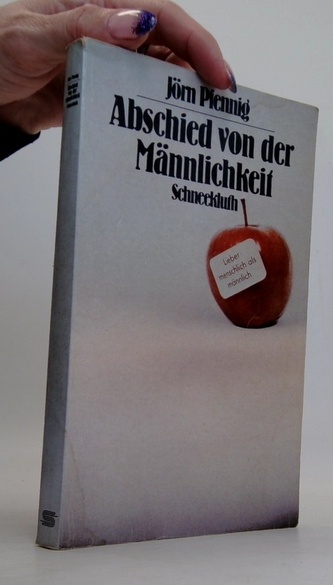 Jörn Pfennig
Abschied von der
Männlichkeit
Schneekluth
Lieber
menschlich als
männlich